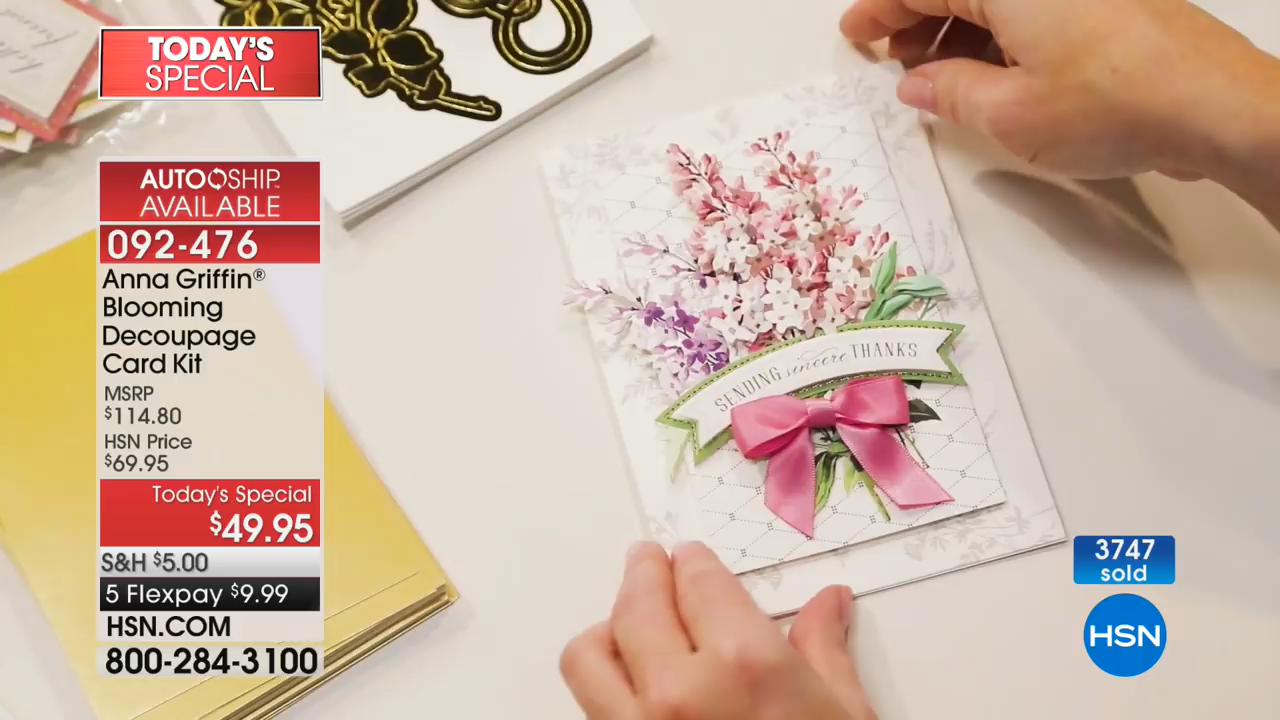 TODAY'S
SPECIAL
AUTOSHIP™
AVAILABLE
092-476
Anna Griffin®
Blooming
Decoupage
Card Kit
MSRP
$114.80
HSN Price
$69.95
Today's Special
$49.95
S&H $5.00
5 Flexpay $9.99
HSN.COM
800-284-3100
SENDING sincere THANKS
3747
sold
HSN